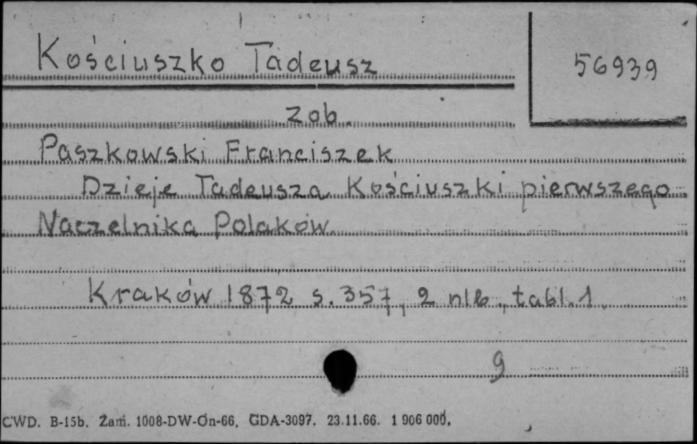 Kościuszko Tadeusz
56939
zob.
Paszkowski Franciszek
Dzieje Tadeusza Kościuszki pierwszego
Naczelnika Polaków
Kraków 1872 s. 357, 2 nlb., tabl. 1.
9
CWD. B-15b. Zam. 1008-DW-On-66. GDA-3097. 23.11.66. 1 906 000.